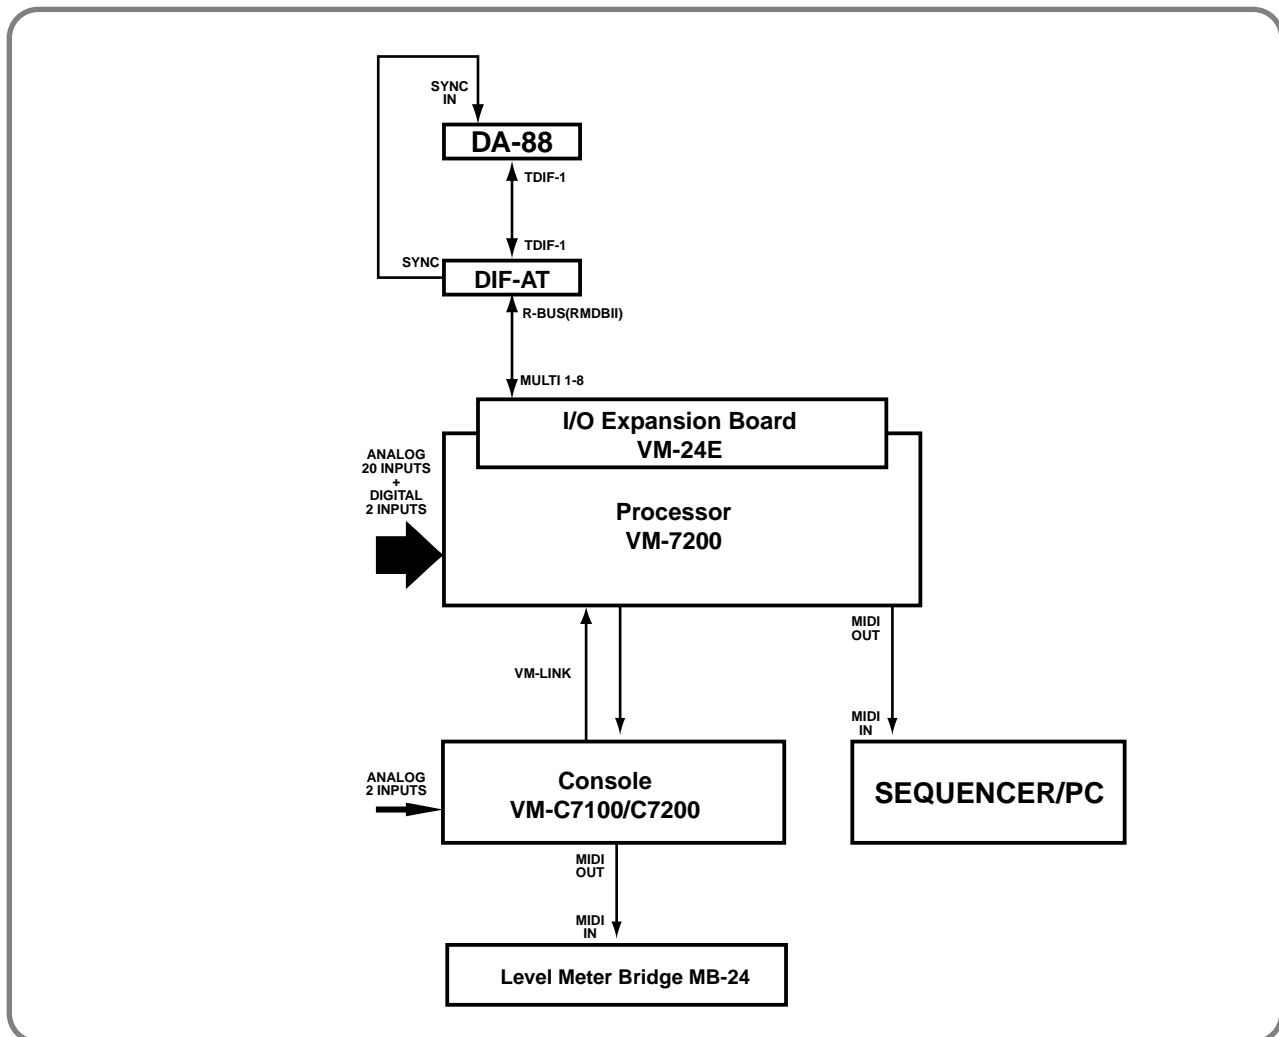 SYNC
IN
DA-88
TDIF-1
TDIF-1
SYNC
DIF-AT
R-BUS(RMDBII)
MULTI 1-8
I/O Expansion Board
VM-24E
ANALOG
20 INPUTS
+
DIGITAL
2 INPUTS
Processor
VM-7200
MIDI
OUT
VM-LINK
MIDI
IN
ANALOG
2 INPUTS
Console
VM-C7100/C7200
SEQUENCER/PC
MIDI
OUT
MIDI
IN
Level Meter Bridge MB-24